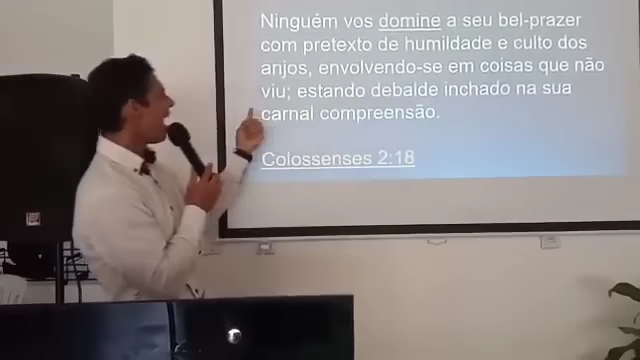 Ninguém vos domine a seu bel-prazer
com pretexto de humildade e culto dos
anjos, envolvendo-se em coisas que não
viu; estando debalde inchado na sua
carnal compreensão.
Colossenses 2:18